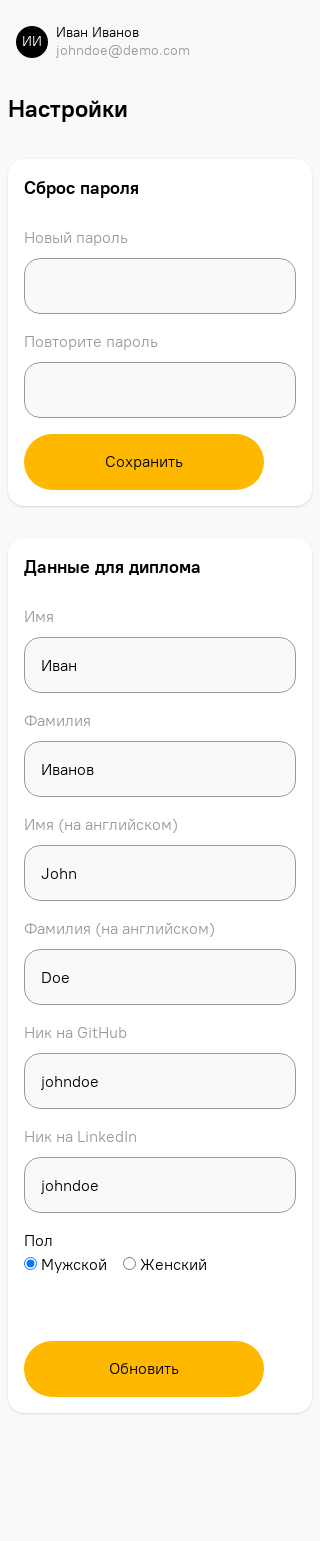 ИИ
Иван Иванов
johndoe@demo.com
Настройки
Сброс пароля
Новый пароль
Повторите пароль
Сохранить
Данные для диплома
Имя
Иван
Фамилия
Иванов
Имя (на английском)
John
Фамилия (на английском)
Doe
Ник на GitHub
johndoe
Ник на LinkedIn
johndoe
Пол
Мужской Женский
Обновить